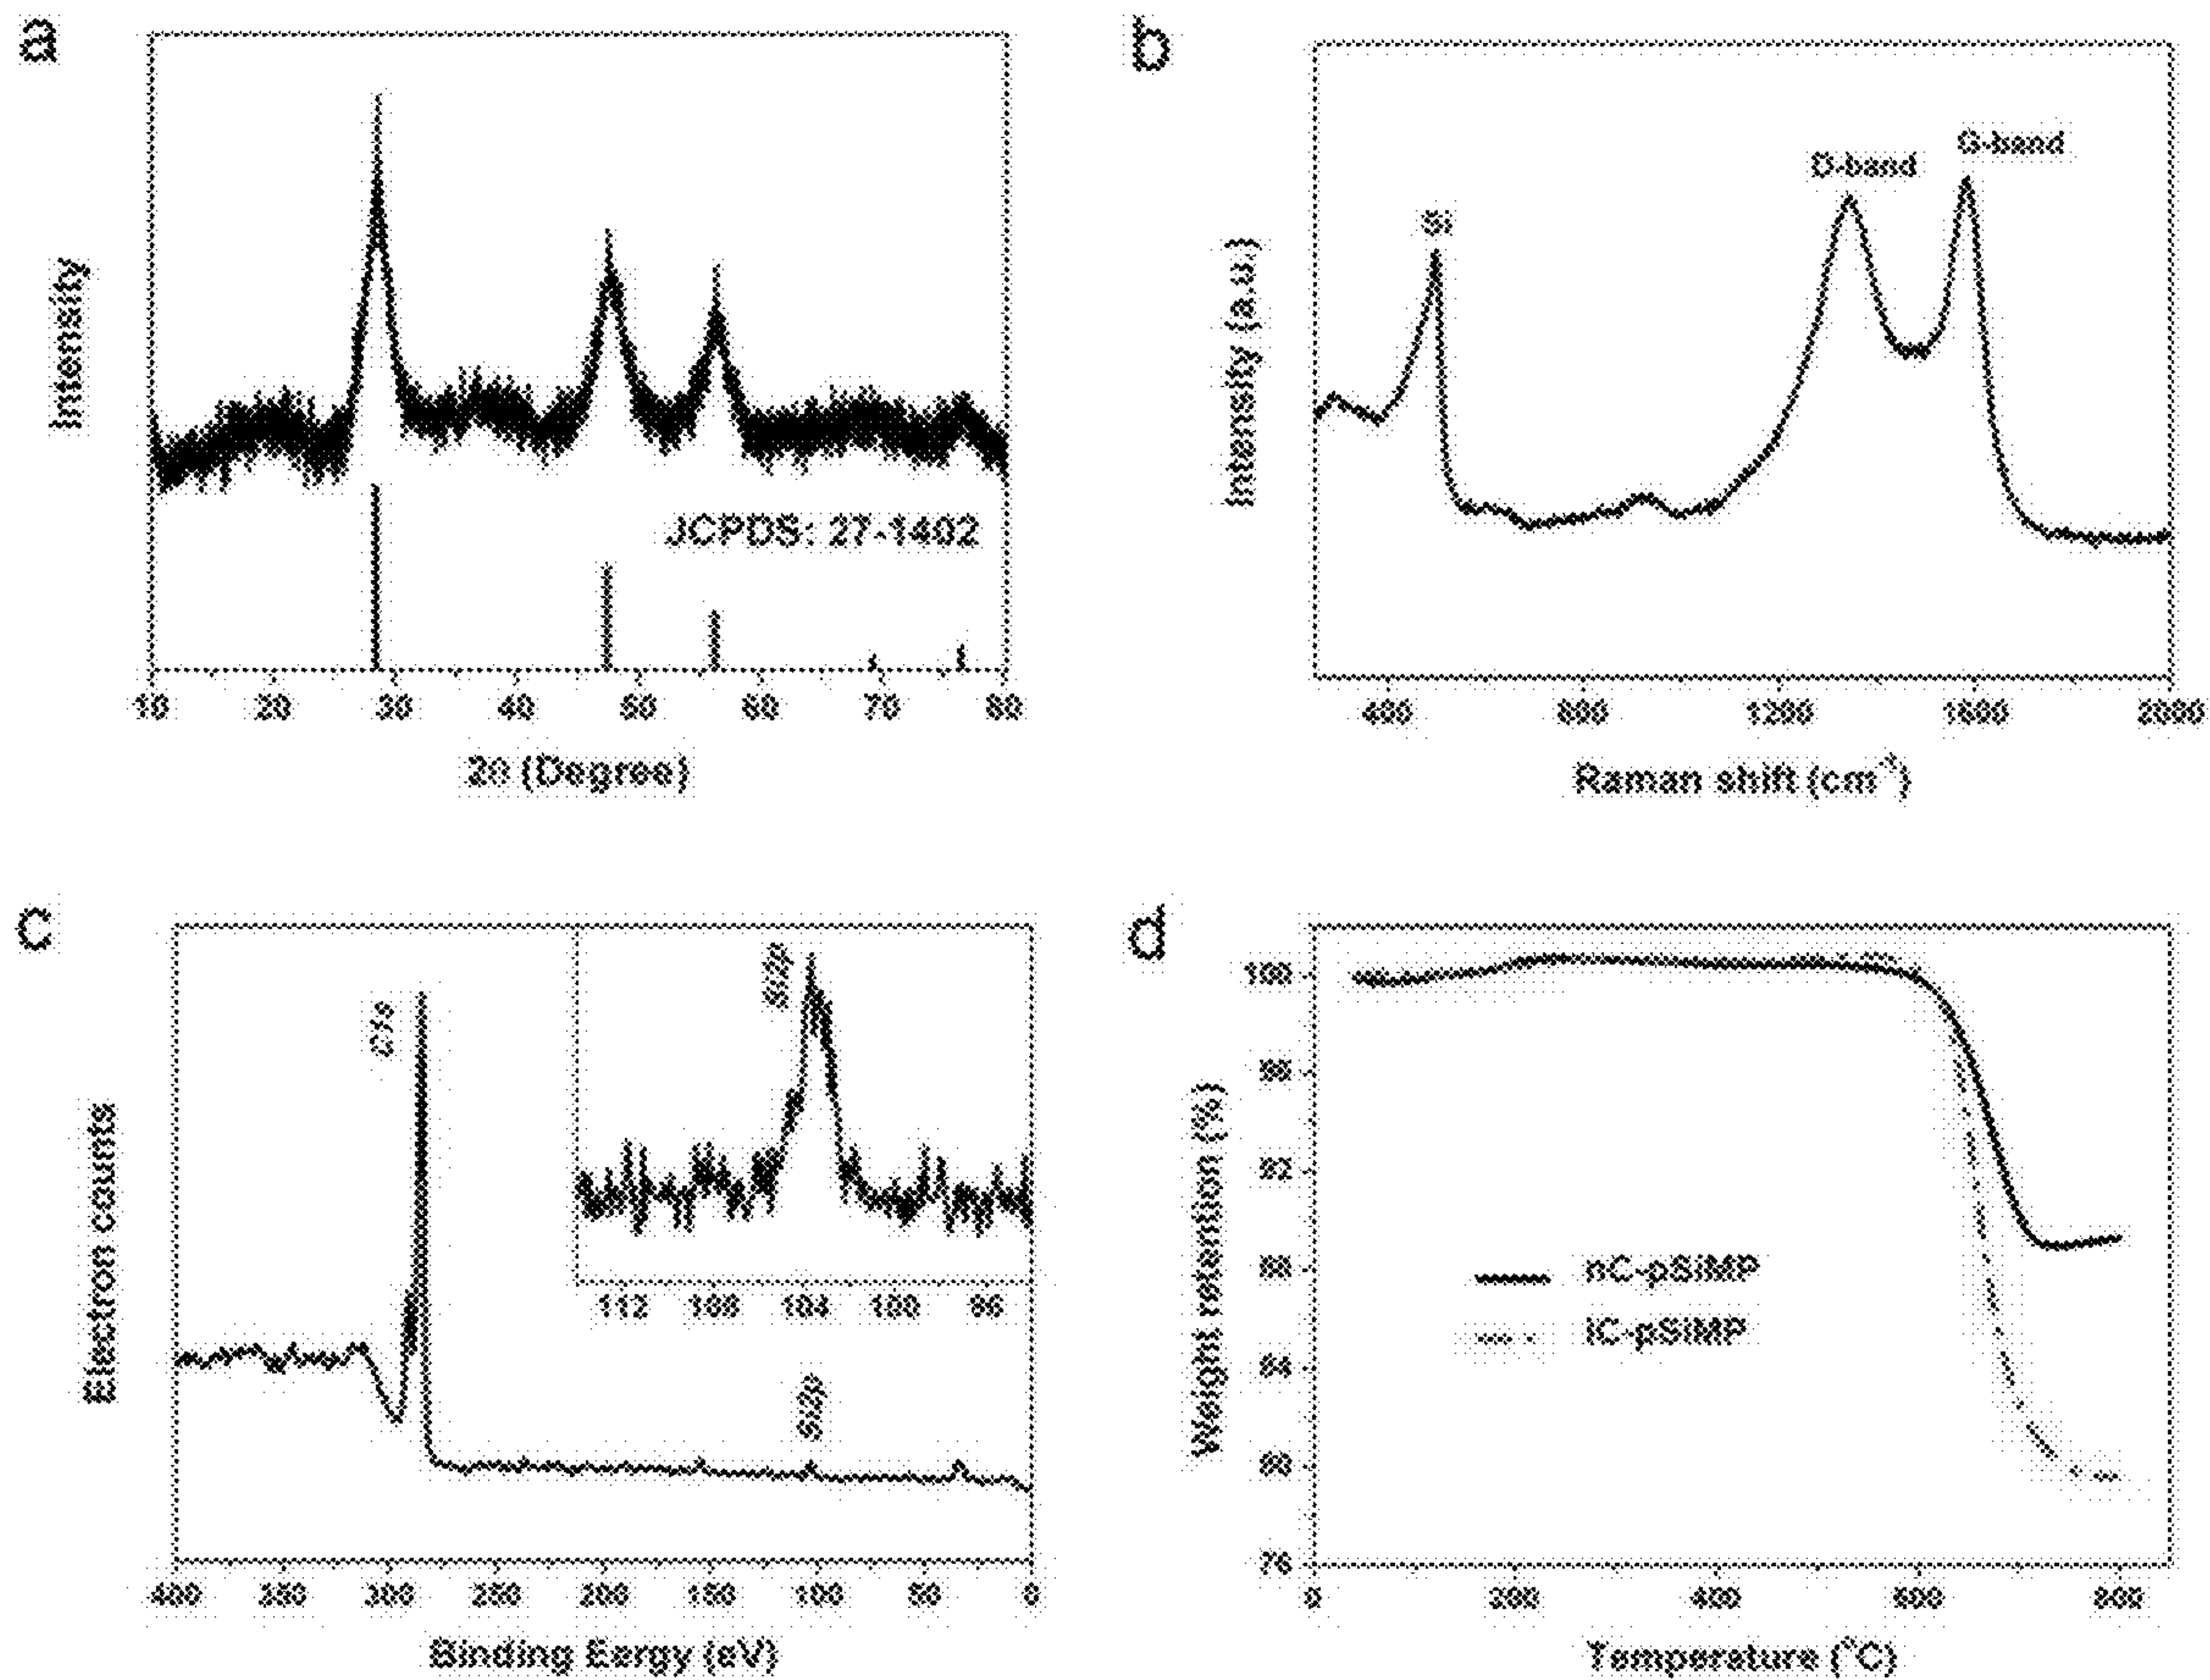 a
Intensity
JCPDS: 27-1402
10 20 30 40 50 60 70 80
2θ (Degree)
b
Intensity (a.u.)
Si
D-band
G-band
400 800 1200 1600 2000
Raman shift (cm⁻¹)
c
Electron counts
C1s
Si2p
112 108 104 100 96
Si2p
400 350 300 250 200 150 100 50 0
Binding Eergy (eV)
d
Weight retention (%)
100
96
92
88
84
80
76
nC-pSiMP
iC-pSiMP
0 200 400 600 800
Temperature (°C)